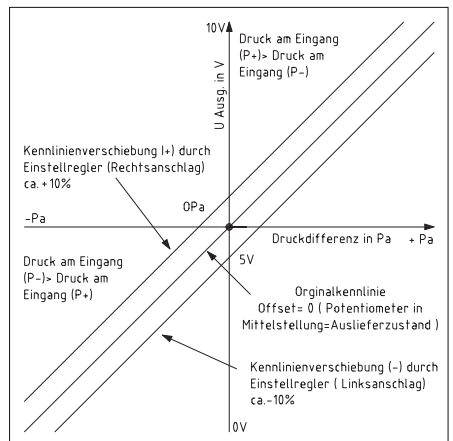 10V
U Ausg. in V
Druck am Eingang
(P+)> Druck am
Eingang (P-)
Kennlinienverschiebung (+) durch
Einstellregler (Rechtsanschlag)
ca.+10%
0Pa
-Pa
Druckdifferenz in Pa
+ Pa
5V
Druck am Eingang
(P-)> Druck am
Eingang (P+)
Orginalkennlinie
Offset= 0 ( Potentiometer in
Mittelstellung=Auslieferzustand )
Kennlinienverschiebung (-) durch
Einstellregler ( Linksanschlag)
ca.-10%
0V